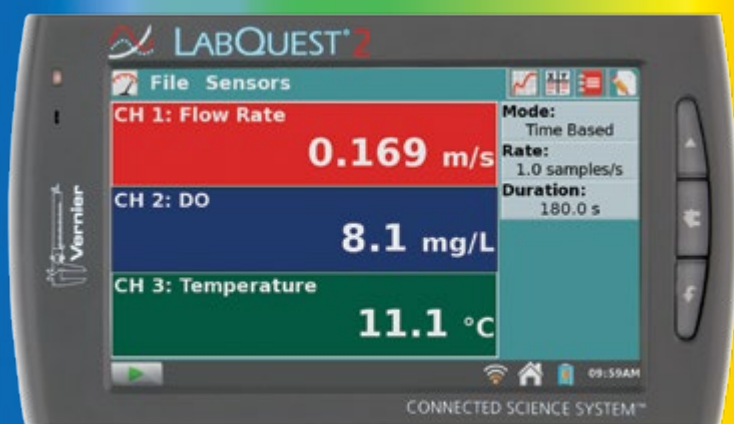 LABQUEST®2
File Sensors
CH 1: Flow Rate
0.169 m/s
CH 2: DO
8.1 mg/L
CH 3: Temperature
11.1 °C
Mode:
Time Based
Rate:
1.0 samples/s
Duration:
180.0 s
09:59AM
Vernier
CONNECTED SCIENCE SYSTEM™